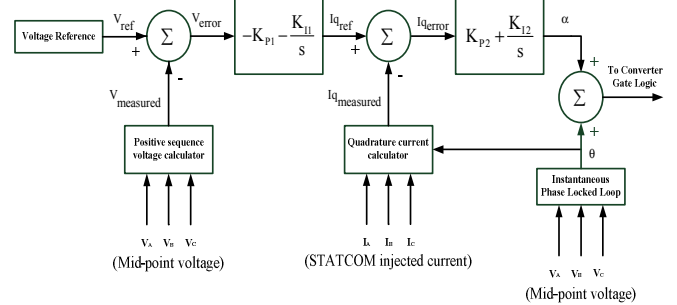 Voltage Reference
Vref
+
Σ
-
Verror
-KP1 - KI1/s
Iqref
+
Σ
-
Iqerror
KP2 + KI2/s
α
+
Σ
+
To Converter
Gate Logic
Vmeasured
Iqmeasured
θ
Positive sequence
voltage calculator
Quadrature current
calculator
Instantaneous
Phase Locked Loop
VA VB VC
(Mid-point voltage)
IA IB IC
(STATCOM injected current)
VA VB VC
(Mid-point voltage)